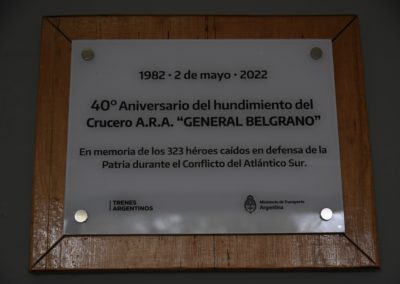 1982 • 2 de mayo • 2022
40° Aniversario del hundimiento del
Crucero A.R.A. “GENERAL BELGRANO”
En memoria de los 323 héroes caídos en defensa de la
Patria durante el Conflicto del Atlántico Sur.
TRENES
ARGENTINOS
Ministerio de Transporte
Argentina